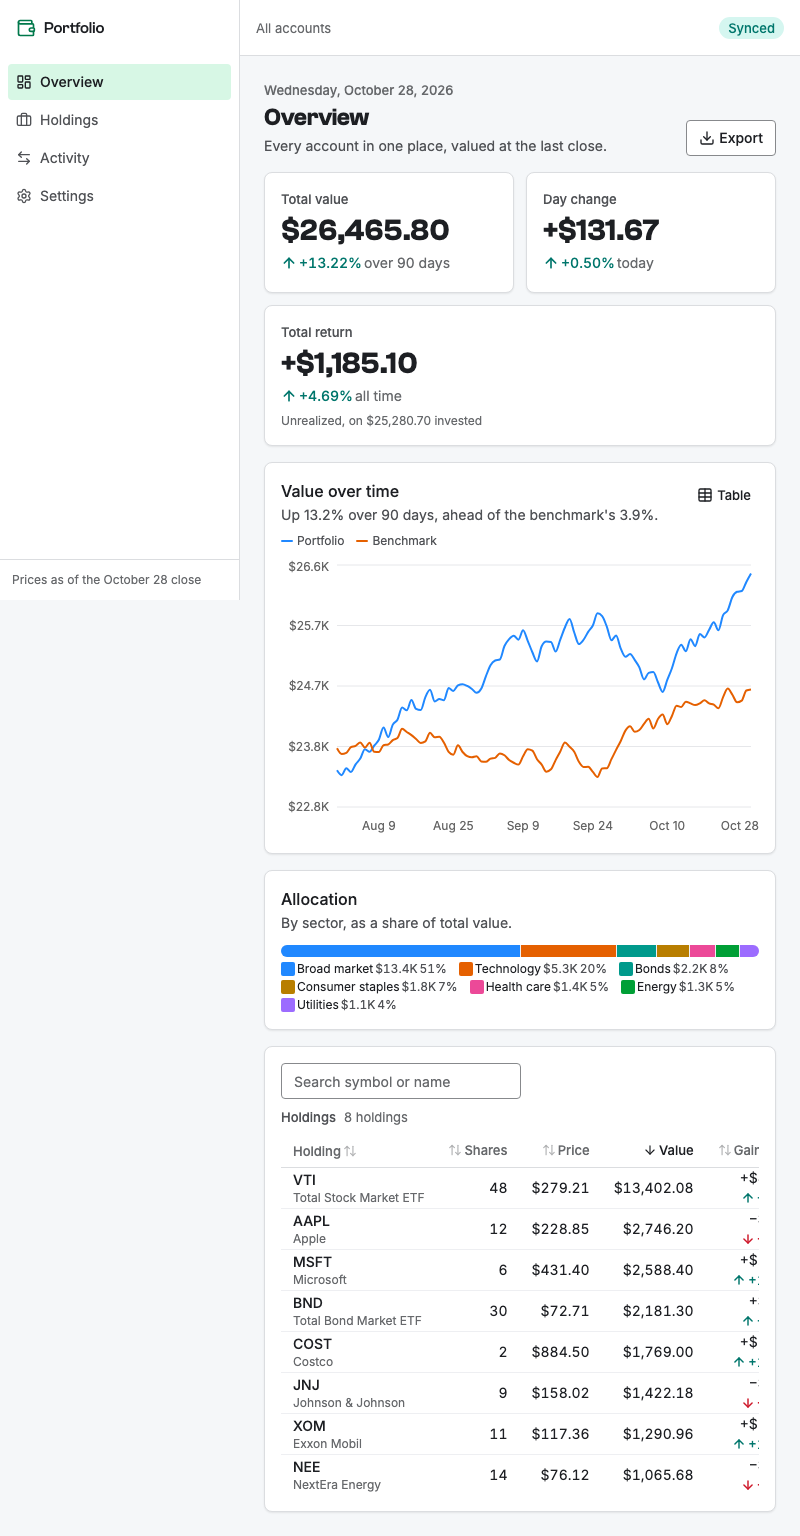 Portfolio
All accounts
Synced
Overview
Holdings
Activity
Settings
Prices as of the October 28 close
Wednesday, October 28, 2026
Overview
Every account in one place, valued at the last close.
Export
Total value
$26,465.80
+13.22% over 90 days
Day change
+$131.67
+0.50% today
Total return
+$1,185.10
+4.69% all time
Unrealized, on $25,280.70 invested
Value over time
Table
Up 13.2% over 90 days, ahead of the benchmark's 3.9%.
Portfolio Benchmark
$26.6K
$25.7K
$24.7K
$23.8K
$22.8K
Aug 9 Aug 25 Sep 9 Sep 24 Oct 10 Oct 28
Allocation
By sector, as a share of total value.
Broad market $13.4K 51% Technology $5.3K 20% Bonds $2.2K 8%
Consumer staples $1.8K 7% Health care $1.4K 5% Energy $1.3K 5%
Utilities $1.1K 4%
Search symbol or name
Holdings 8 holdings
Holding Shares Price Value
VTI 48 $279.21 $13,402.08 +$
Total Stock Market ETF
AAPL 12 $228.85 $2,746.20 −
Apple
MSFT 6 $431.40 $2,588.40 +$
Microsoft
BND 30 $72.71 $2,181.30 +
Total Bond Market ETF
COST 2 $884.50 $1,769.00 +$
Costco
JNJ 9 $158.02 $1,422.18 −
Johnson & Johnson
XOM 11 $117.36 $1,290.96 +$
Exxon Mobil
NEE 14 $76.12 $1,065.68 −
NextEra Energy